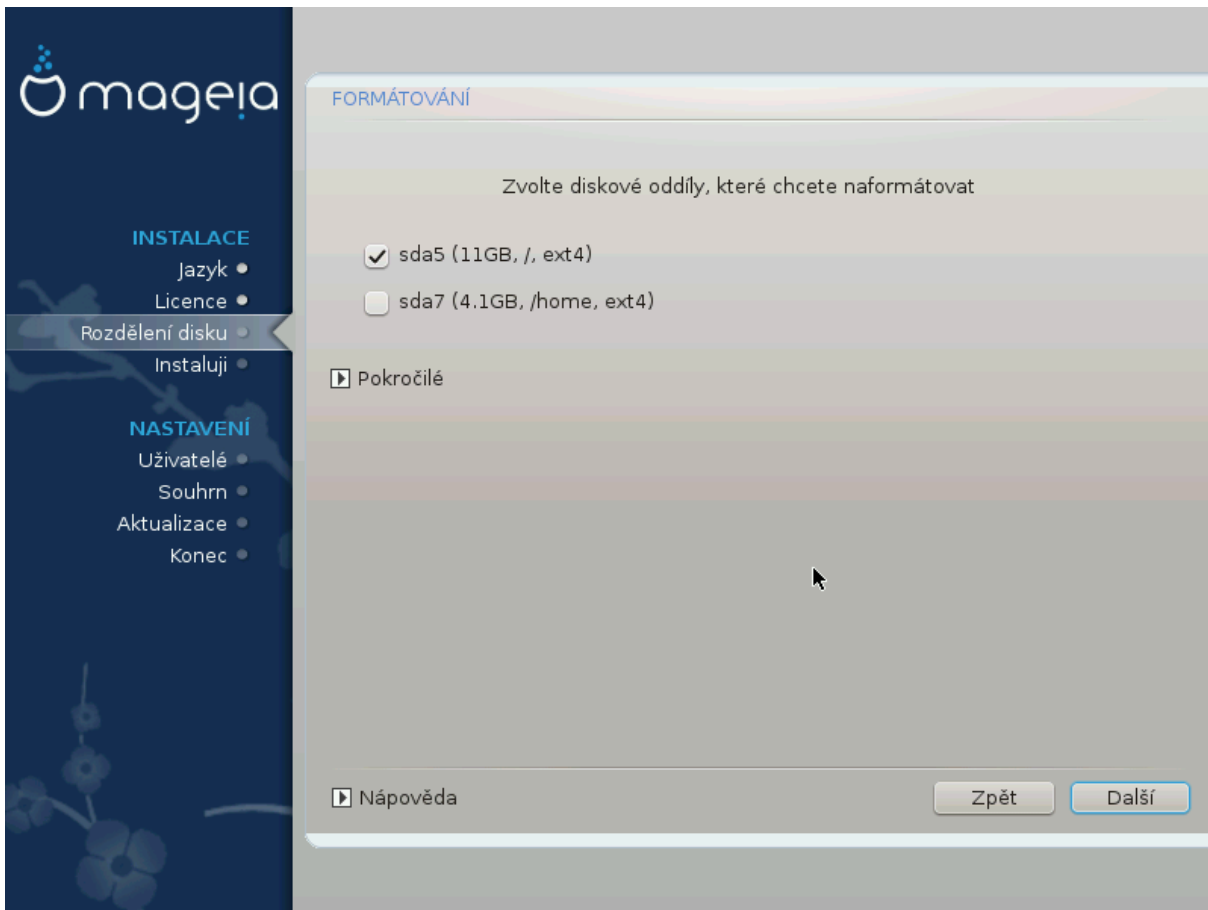 mageia
INSTALACE
Jazyk
Licence
Rozdělení disku
Instaluji
NASTAVENÍ
Uživatelé
Souhrn
Aktualizace
Konec
FORMÁTOVÁNÍ
Zvolte diskové oddíly, které chcete naformátovat
sda5 (11GB, /, ext4)
sda7 (4.1GB, /home, ext4)
Pokročilé
Nápověda
Zpět
Další